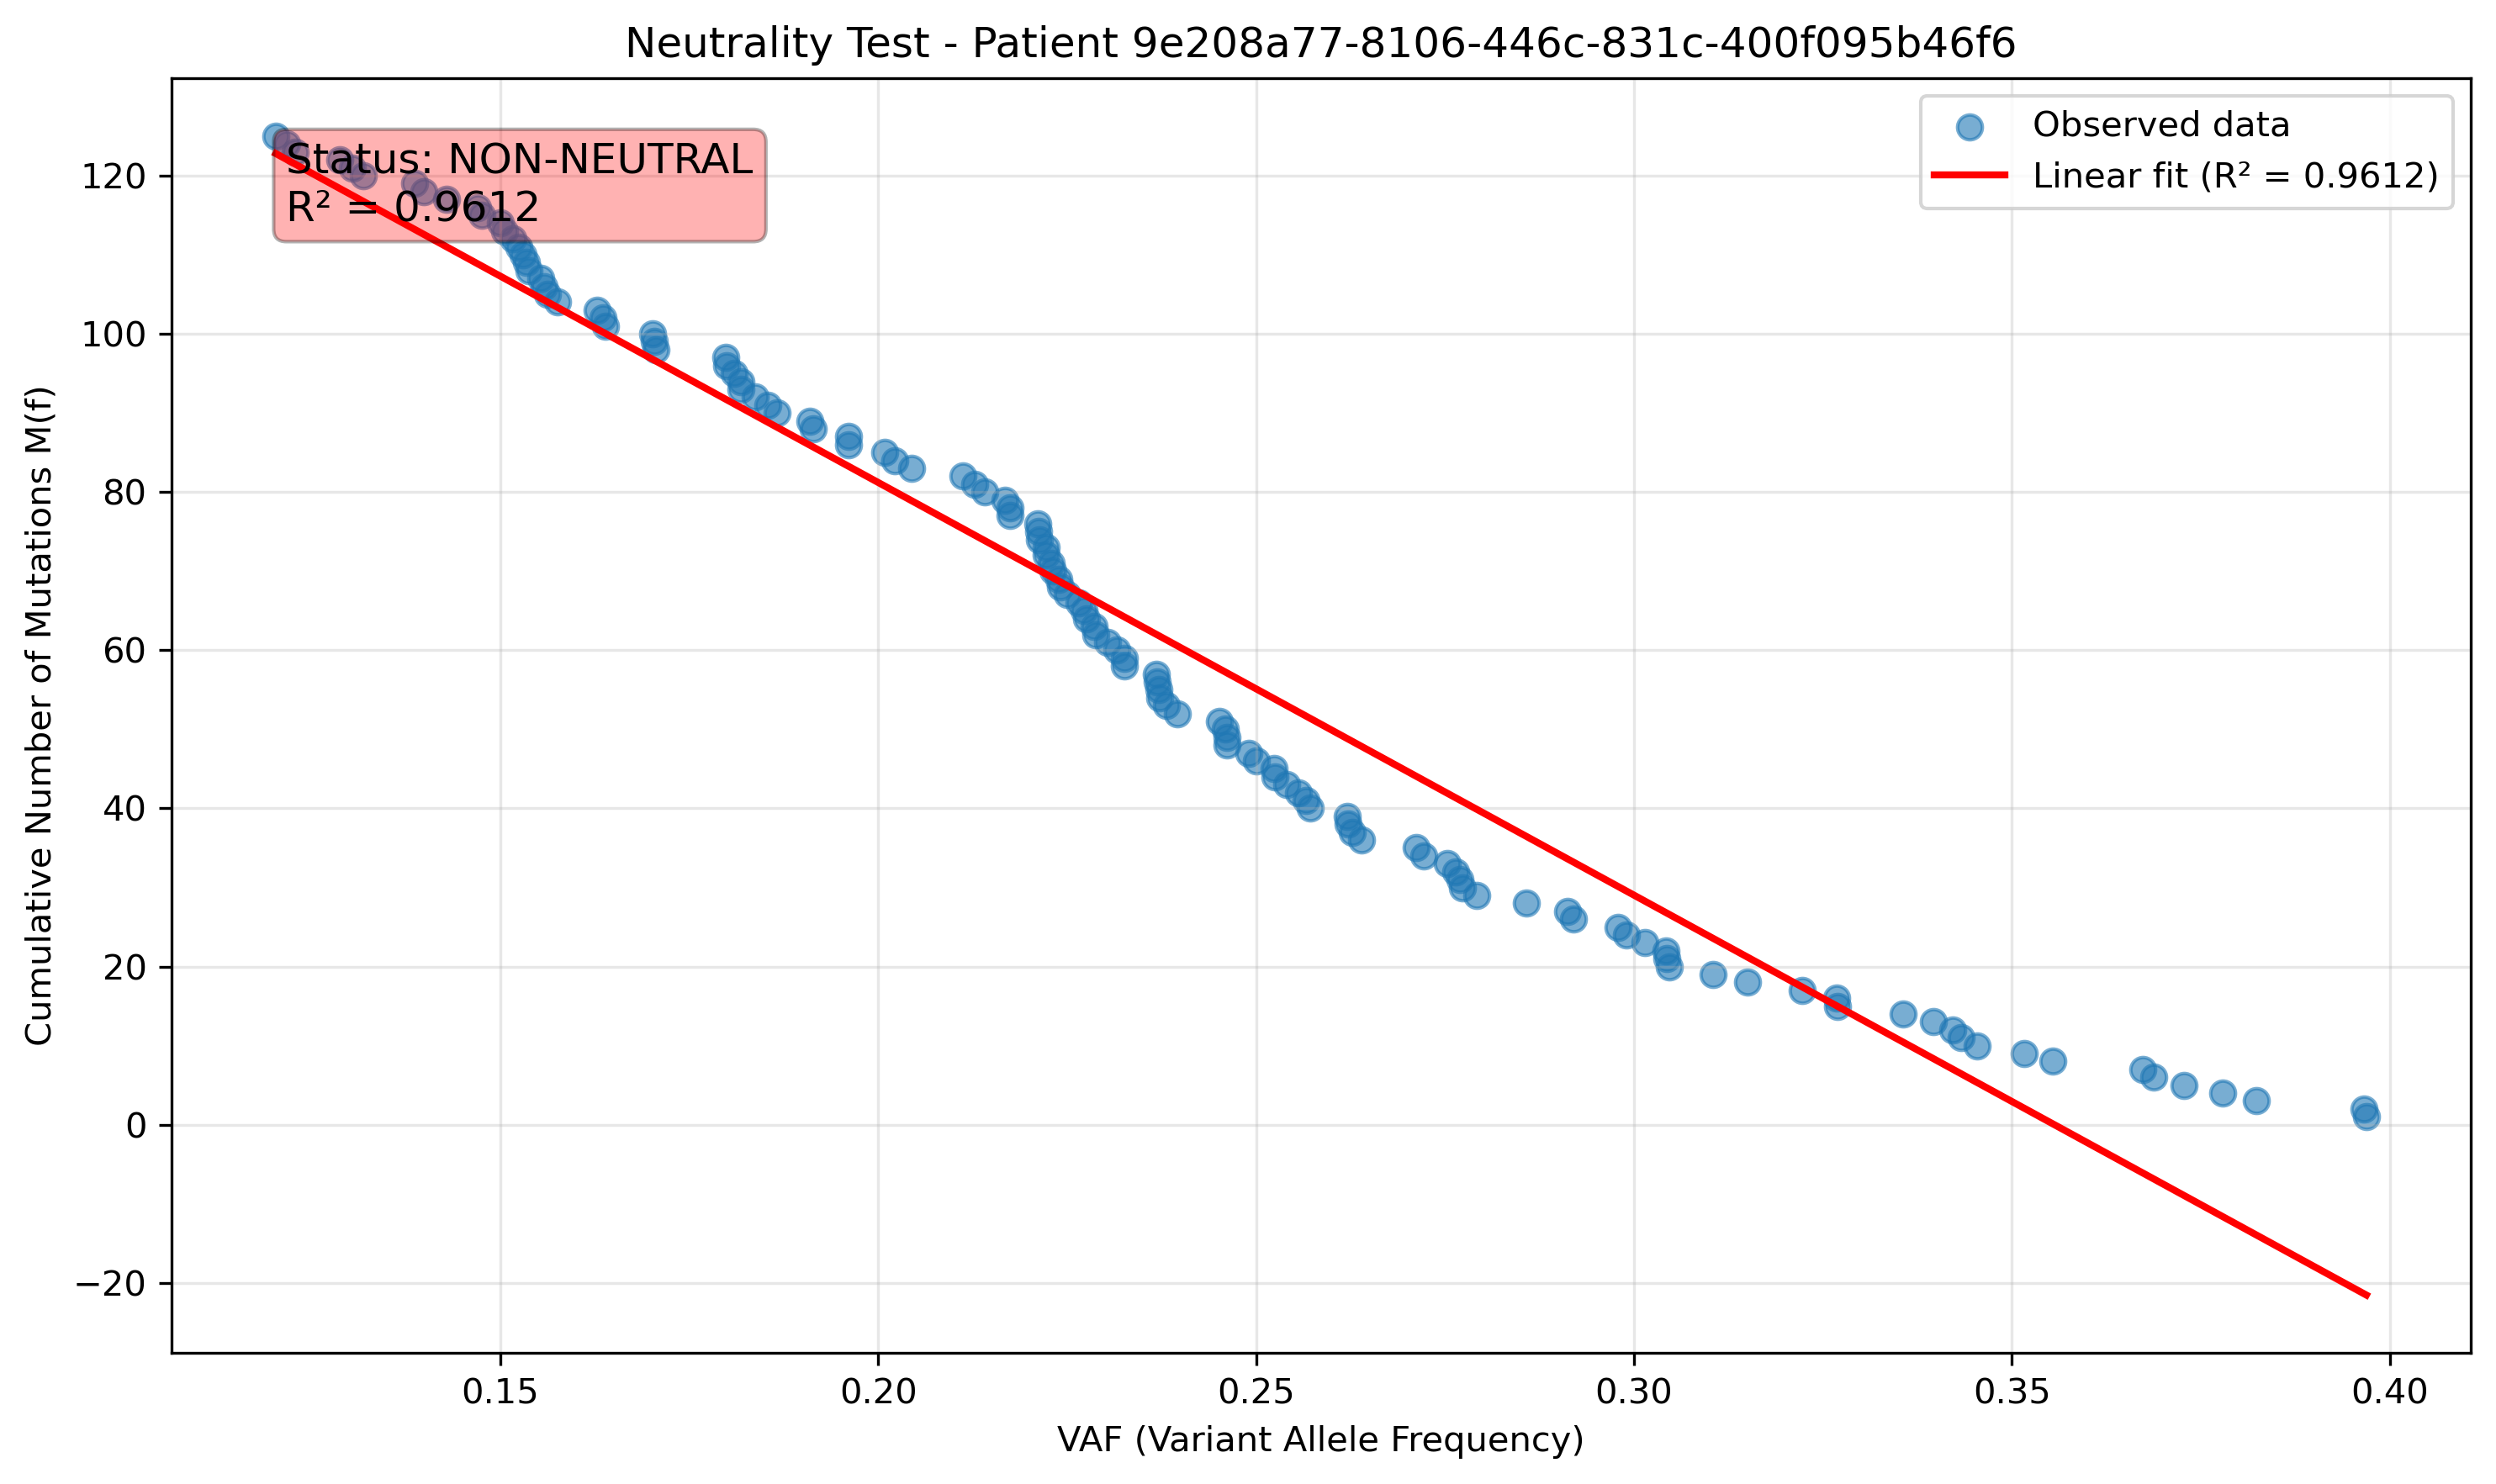 Neutrality Test - Patient 9e208a77-8106-446c-831c-400f095b46f6
Observed data
Linear fit (R² = 0.9612)
Status: NON-NEUTRAL
R² = 0.9612
Cumulative Number of Mutations M(f)
120
100
80
60
40
20
0
−20
0.15
0.20
0.25
0.30
0.35
0.40
VAF (Variant Allele Frequency)